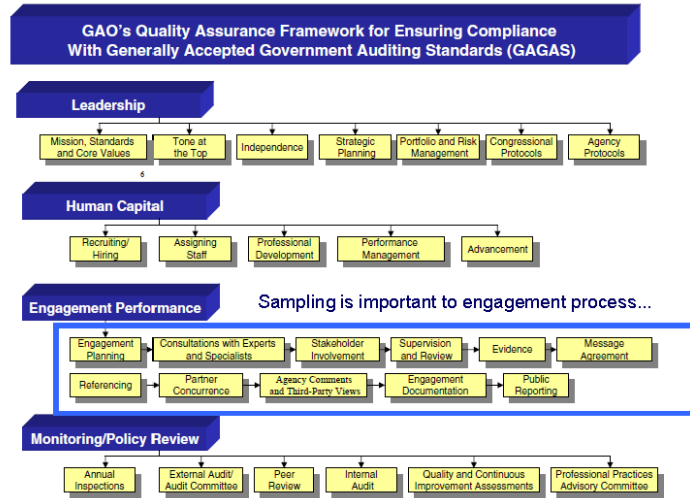 GAO's Quality Assurance Framework for Ensuring Compliance
With Generally Accepted Government Auditing Standards (GAGAS)
Leadership
Mission, Standards
and Core Values
Tone at
the Top
Independence
Strategic
Planning
Portfolio and Risk
Management
Congressional
Protocols
Agency
Protocols
6
Human Capital
Recruiting/
Hiring
Assigning
Staff
Professional
Development
Performance
Management
Advancement
Engagement Performance
Sampling is important to engagement process...
Engagement
Planning
Consultations with Experts
and Specialists
Stakeholder
Involvement
Supervision
and Review
Evidence
Message
Agreement
Referencing
Partner
Concurrence
Agency Comments
and Third-Party Views
Engagement
Documentation
Public
Reporting
Monitoring/Policy Review
Annual
Inspections
External Audit/
Audit Committee
Peer
Review
Internal
Audit
Quality and Continuous
Improvement Assessments
Professional Practices
Advisory Committee